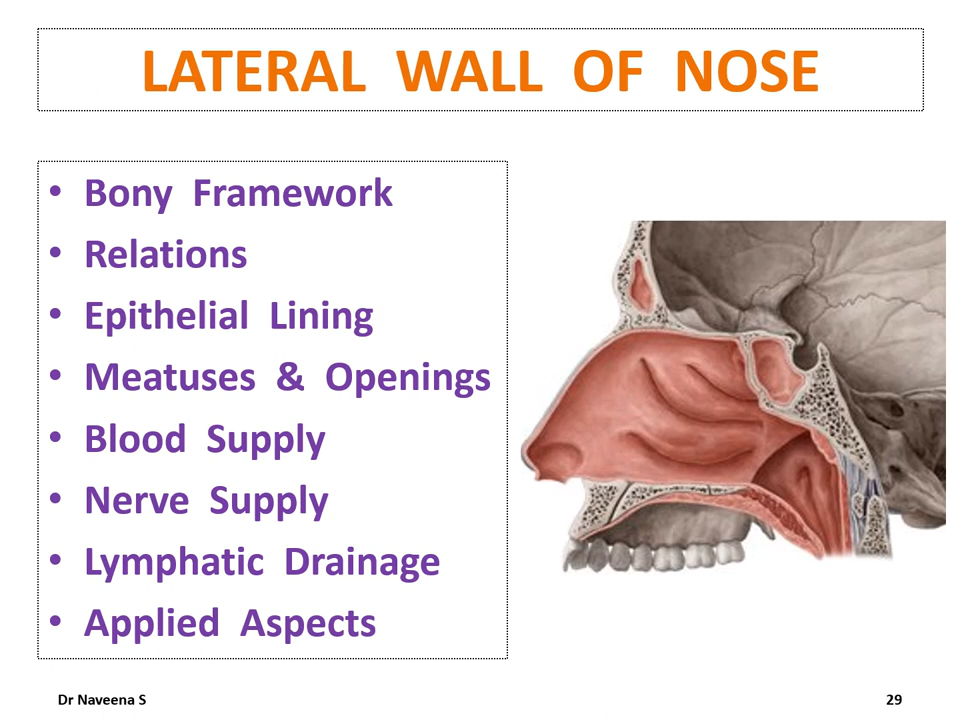 LATERAL WALL OF NOSE
• Bony Framework
• Relations
• Epithelial Lining
• Meatuses & Openings
• Blood Supply
• Nerve Supply
• Lymphatic Drainage
• Applied Aspects
Dr Naveena S
29